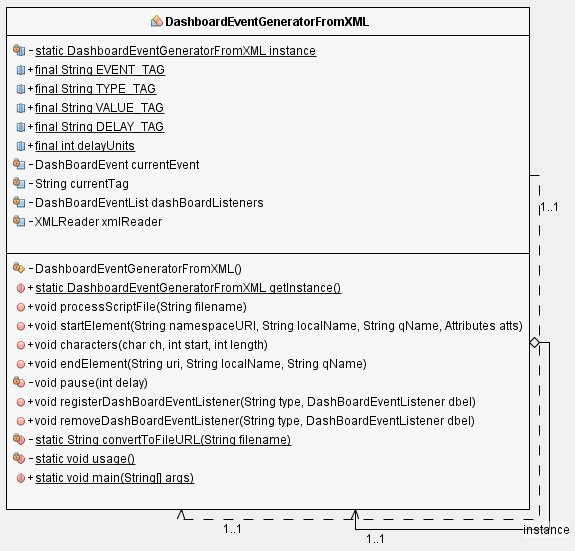 DashboardEventGeneratorFromXML
- static DashboardEventGeneratorFromXML instance
+ final String EVENT_TAG
+ final String TYPE_TAG
+ final String VALUE_TAG
+ final String DELAY_TAG
+ final int delayUnits
- DashBoardEvent currentEvent
- String currentTag
- DashBoardEventList dashBoardListeners
- XMLReader xmlReader
1..1
- DashboardEventGeneratorFromXML()
+ static DashboardEventGeneratorFromXML getInstance()
+ void processScriptFile(String filename)
+ void startElement(String namespaceURI, String localName, String qName, Attributes atts)
+ void characters(char ch, int start, int length)
+ void endElement(String uri, String localName, String qName)
- void pause(int delay)
+ void registerDashBoardEventListener(String type, DashBoardEventListener dbel)
+ void removeDashBoardEventListener(String type, DashBoardEventListener dbel)
- static String convertToFileURL(String filename)
- static void usage()
+ static void main(String[] args)
1..1
1..1
instance